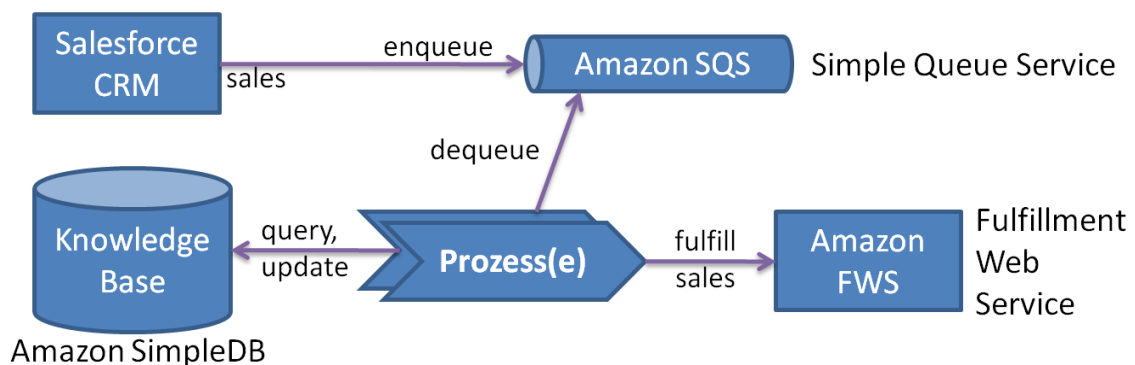 Salesforce
CRM
enqueue
sales
Amazon SQS
Simple Queue Service
dequeue
Knowledge
Base
query,
update
Prozess(e)
fulfill
sales
Amazon
FWS
Fulfillment
Web
Service
Amazon SimpleDB